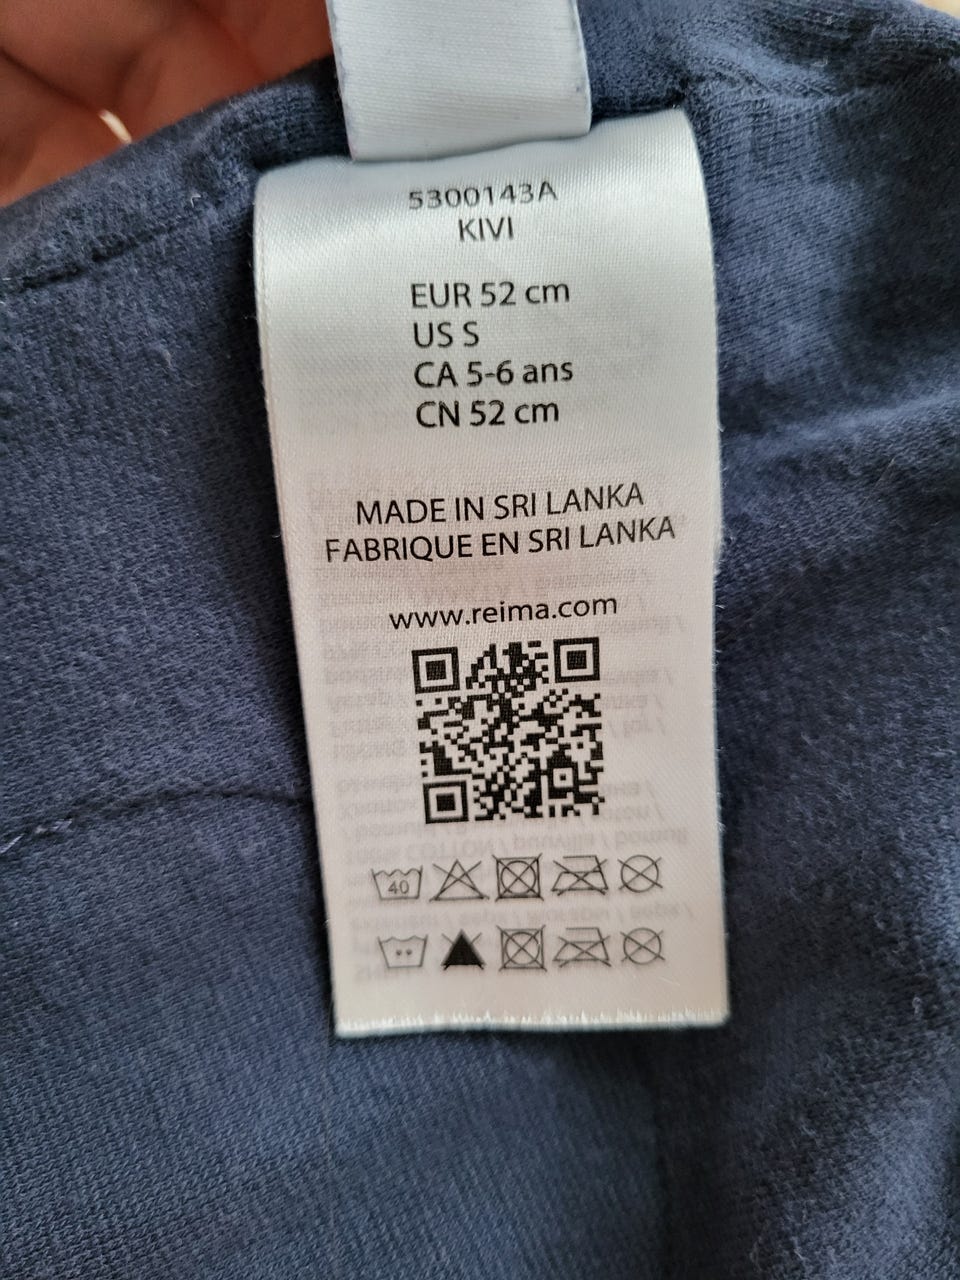 5300143A
KIVI
EUR 52 cm
US S
CA 5-6 ans
CN 52 cm
MADE IN SRI LANKA
FABRIQUE EN SRI LANKA
www.reima.com
40